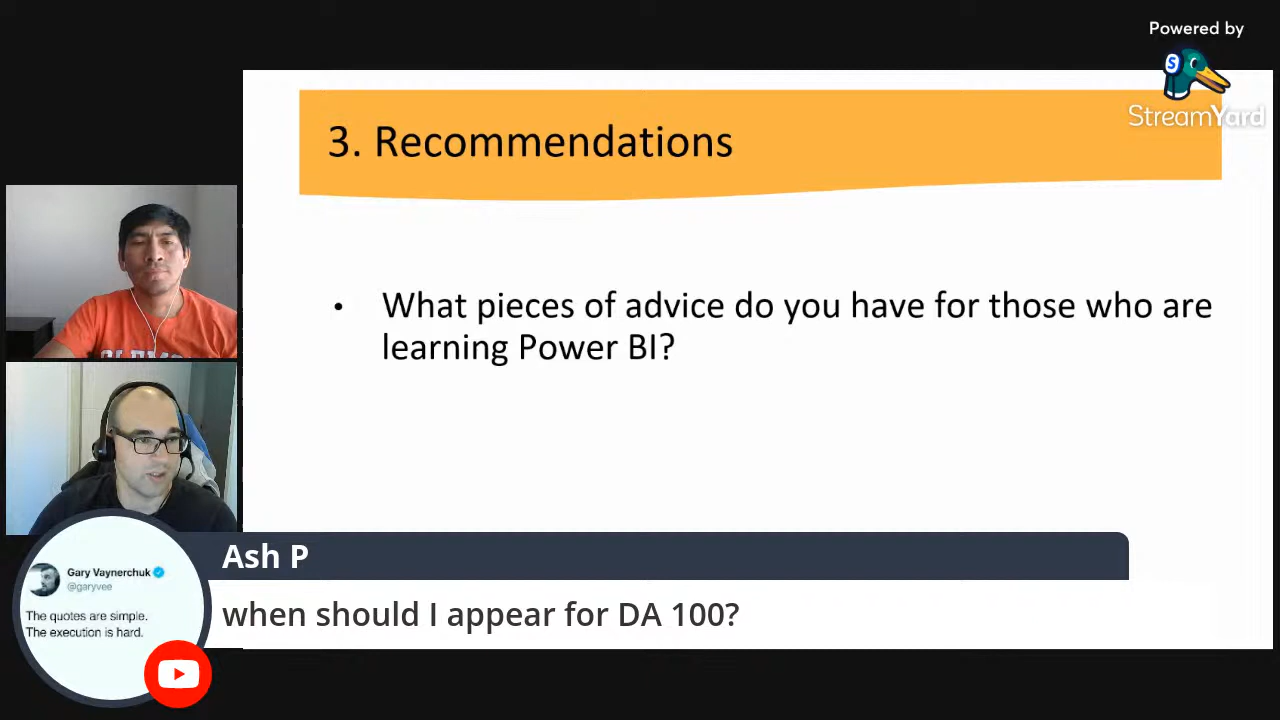 Powered by
S
StreamYard
3. Recommendations
• What pieces of advice do you have for those who are
learning Power BI?
Ash P
when should I appear for DA 100?
Gary Vaynerchuk
@garyvee
The quotes are simple.
The execution is hard.